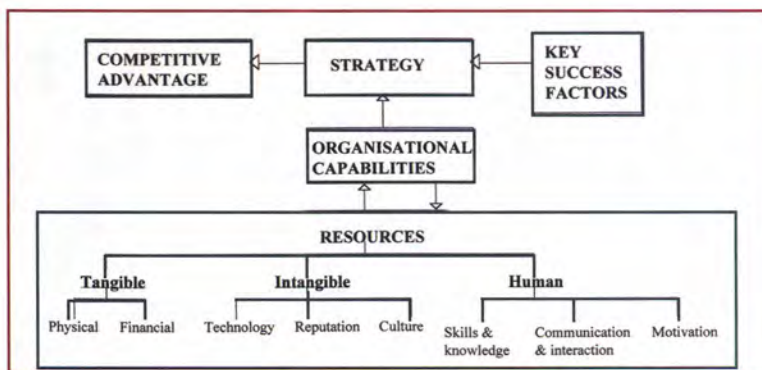 COMPETITIVE
ADVANTAGE
STRATEGY
KEY
SUCCESS
FACTORS
ORGANISATIONAL
CAPABILITIES
RESOURCES
Tangible
Intangible
Human
Physical
Financial
Technology
Reputation
Culture
Skills &
knowledge
Communication
& interaction
Motivation